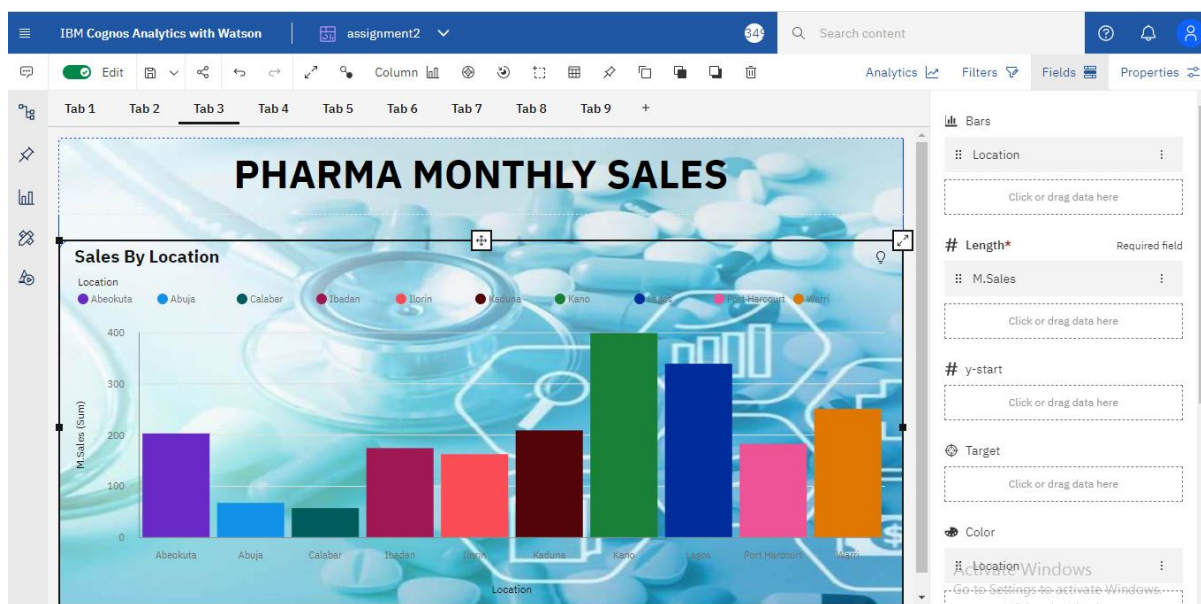 IBM Cognos Analytics with Watson
assignment2
349
Search content
Edit
Column
Analytics
Filters
Fields
Properties
Tab 1 Tab 2 Tab 3 Tab 4 Tab 5 Tab 6 Tab 7 Tab 8 Tab 9 +
PHARMA MONTHLY SALES
Sales By Location
Location
Abeokuta Abuja Calabar Ibadan Ilorin Kaduna Kano Lagos Port Harcourt Warri
400
300
200
100
0
M.Sales (Sum)
Abeokuta Abuja Calabar Ibadan Ilorin Kaduna Kano Lagos Port Harcourt Warri
Location
Bars
Location
Click or drag data here
# Length* Required field
M.Sales
Click or drag data here
# y-start
Click or drag data here
Target
Click or drag data here
Color
Location
Activate Windows
Go to Settings to activate Windows.